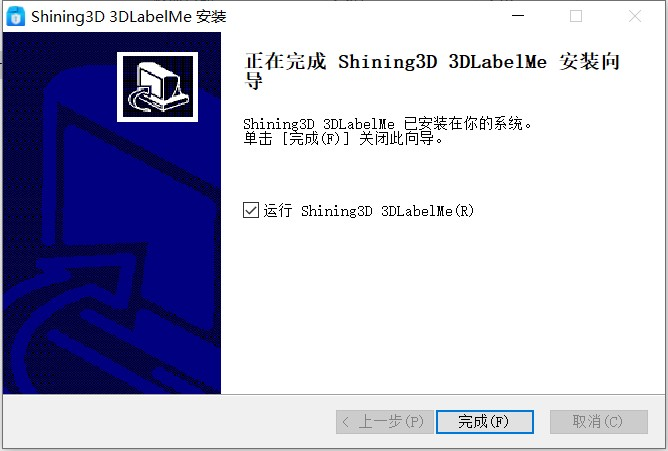 Shining3D 3DLabelMe 安装
正在完成 Shining3D 3DLabelMe 安装向
导
Shining3D 3DLabelMe 已安装在你的系统。
单击 [完成(F)] 关闭此向导。
运行 Shining3D 3DLabelMe(R)
< 上一步(P) 完成(F) 取消(C)